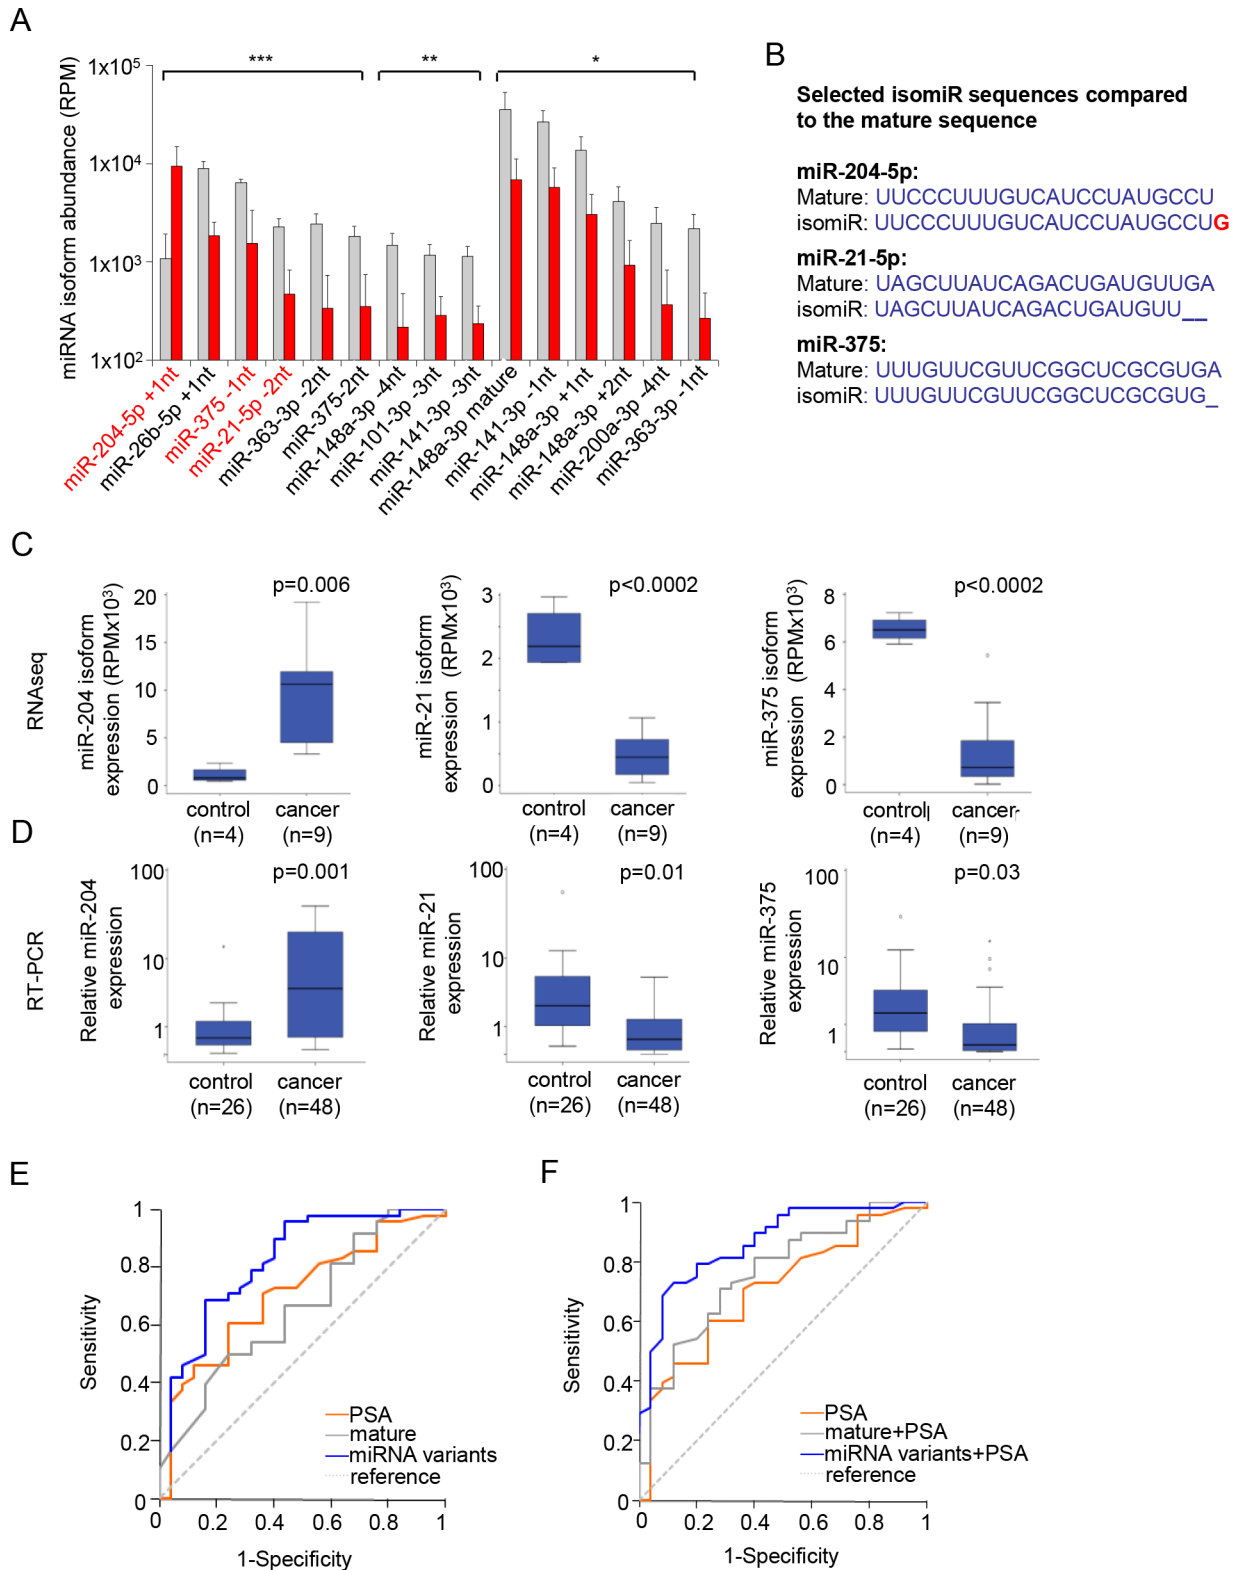 A
miRNA isoform abundance (RPM)
1x10⁵
1x10⁴
1x10³
1x10²
***
**
*
miR-204-5p +1nt
miR-26b-5p +1nt
miR-375 -1nt
miR-21-5p -2nt
miR-363-3p -2nt
miR-375-2nt
miR-148a-3p -4nt
miR-101-3p -3nt
miR-141-3p -3nt
miR-148a-3p mature
miR-141-3p -1nt
miR-148a-3p +1nt
miR-148a-3p +2nt
miR-200a-3p -4nt
miR-363-3p -1nt
B
Selected isomiR sequences compared
to the mature sequence
miR-204-5p:
Mature: UUCCCUUUGUCAUCCUAUGCCU
isomiR: UUCCCUUUGUCAUCCUAUGCCUG
miR-21-5p:
Mature: UAGCUUAUCAGACUGAUGUUGA
isomiR: UAGCUUAUCAGACUGAUGUU__
miR-375:
Mature: UUUGUUCGUUCGGCUCGCGUGA
isomiR: UUUGUUCGUUCGGCUCGCGUG_
C
RNAseq
miR-204 isoform
expression (RPMx10³)
20
15
10
5
0
p=0.006
control
(n=4)
cancer
(n=9)
miR-21 isoform
expression (RPMx10³)
3
2
1
0
p<0.0002
control
(n=4)
cancer
(n=9)
miR-375 isoform
expression (RPMx10³)
8
6
4
2
0
p<0.0002
control
(n=4)
cancer
(n=9)
D
RT-PCR
Relative miR-204
expression
100
10
1
p=0.001
control
(n=26)
cancer
(n=48)
Relative miR-21
expression
100
10
1
p=0.01
control
(n=26)
cancer
(n=48)
Relative miR-375
expression
100
10
1
p=0.03
control
(n=26)
cancer
(n=48)
E
Sensitivity
1
0.8
0.6
0.4
0.2
0
PSA
mature
miRNA variants
reference
0 0.2 0.4 0.6 0.8 1
1-Specificity
F
Sensitivity
1
0.8
0.6
0.4
0.2
0
PSA
mature+PSA
miRNA variants+PSA
reference
0 0.2 0.4 0.6 0.8 1
1-Specificity